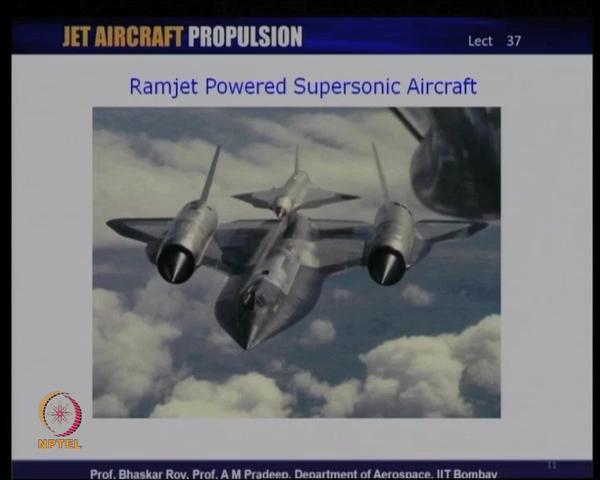 JET AIRCRAFT PROPULSION
Lect 37
Ramjet Powered Supersonic Aircraft
NPTEL
11
Prof. Bhaskar Roy, Prof. A M Pradeep, Department of Aerospace, IIT Bombay